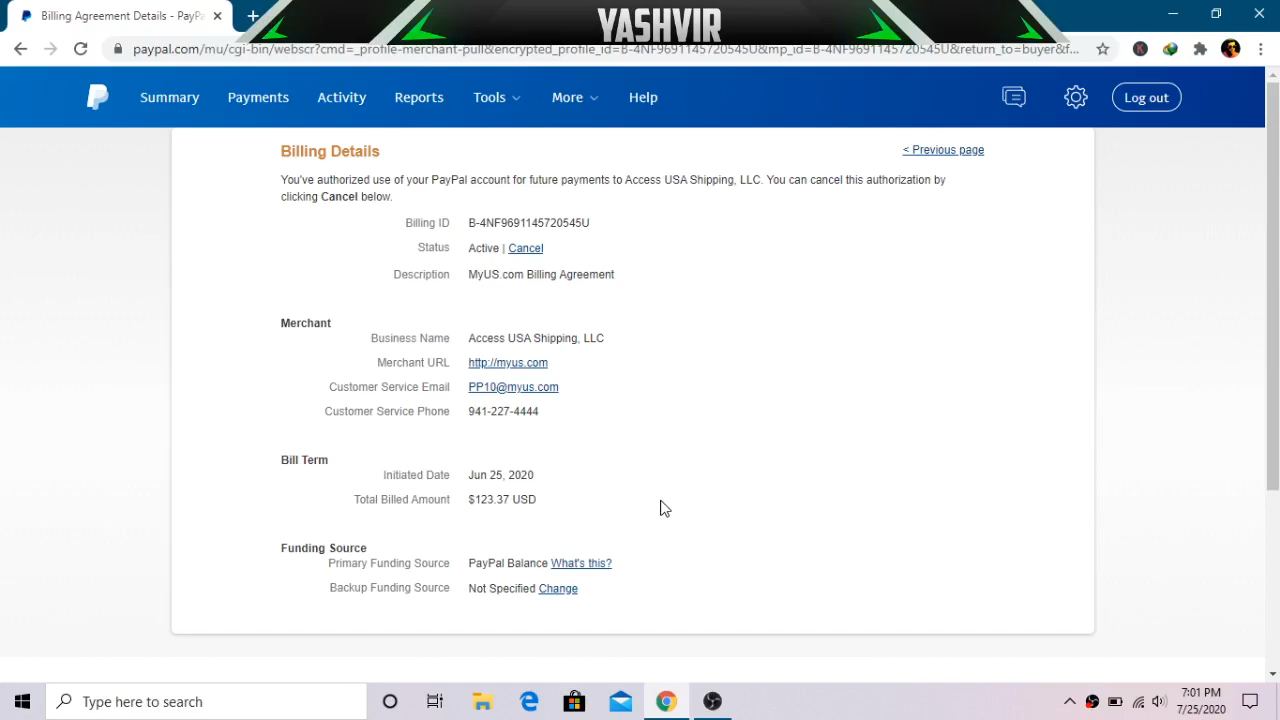 Billing Agreement Details - PayPa
YASHVIR
paypal.com/mu/cgi-bin/webscr?cmd=_profile-merchant-pull&encrypted_profile_id=B-4NF9691145720545U&mp_id=B-4NF9691145720545U&return_to=buyer&f...
Summary Payments Activity Reports Tools More Help Log out
Billing Details < Previous page
You've authorized use of your PayPal account for future payments to Access USA Shipping, LLC. You can cancel this authorization by
clicking Cancel below.
Billing ID B-4NF9691145720545U
Status Active | Cancel
Description MyUS.com Billing Agreement
Merchant
Business Name Access USA Shipping, LLC
Merchant URL http://myus.com
Customer Service Email PP10@myus.com
Customer Service Phone 941-227-4444
Bill Term
Initiated Date Jun 25, 2020
Total Billed Amount $123.37 USD
Funding Source
Primary Funding Source PayPal Balance What's this?
Backup Funding Source Not Specified Change
Type here to search
7:01 PM
7/25/2020